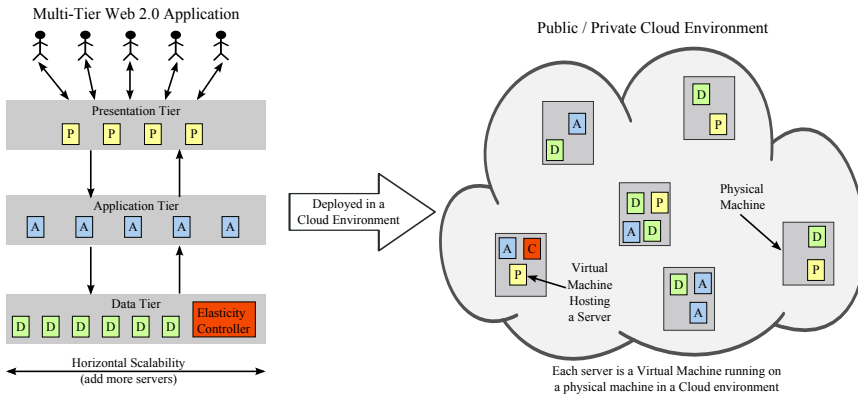 Multi-Tier Web 2.0 Application
Presentation Tier
P P P P
Application Tier
A A A A A
Data Tier
D D D D D D
Elasticity
Controller
Horizontal Scalability
(add more servers)
Deployed in a
Cloud Environment
Public / Private Cloud Environment
D
P
A
D
D P
A D
Physical
Machine
D
P
A C
P
Virtual
Machine
Hosting
a Server
D A
A
Each server is a Virtual Machine running on
a physical machine in a Cloud environment